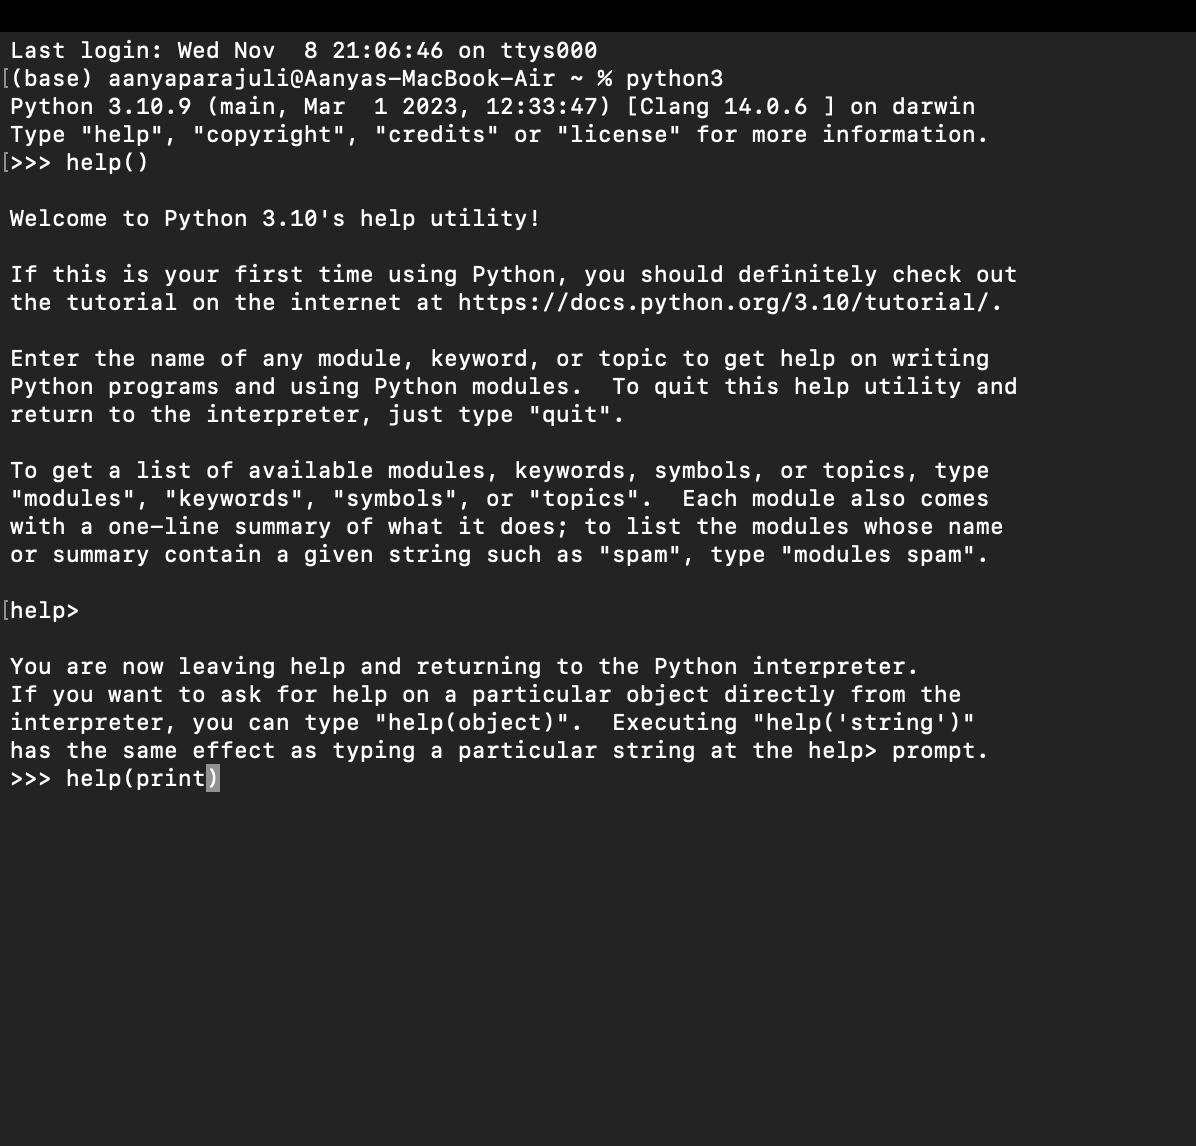 Last login: Wed Nov  8 21:06:46 on ttys000
[(base) aanyaparajuli@Aanyas-MacBook-Air ~ % python3
Python 3.10.9 (main, Mar  1 2023, 12:33:47) [Clang 14.0.6 ] on darwin
Type "help", "copyright", "credits" or "license" for more information.
[>>> help()
Welcome to Python 3.10's help utility!
If this is your first time using Python, you should definitely check out
the tutorial on the internet at https://docs.python.org/3.10/tutorial/.
Enter the name of any module, keyword, or topic to get help on writing
Python programs and using Python modules.  To quit this help utility and
return to the interpreter, just type "quit".
To get a list of available modules, keywords, symbols, or topics, type
"modules", "keywords", "symbols", or "topics".  Each module also comes
with a one-line summary of what it does; to list the modules whose name
or summary contain a given string such as "spam", type "modules spam".
[help>
You are now leaving help and returning to the Python interpreter.
If you want to ask for help on a particular object directly from the
interpreter, you can type "help(object)".  Executing "help('string')"
has the same effect as typing a particular string at the help> prompt.
>>> help(print)